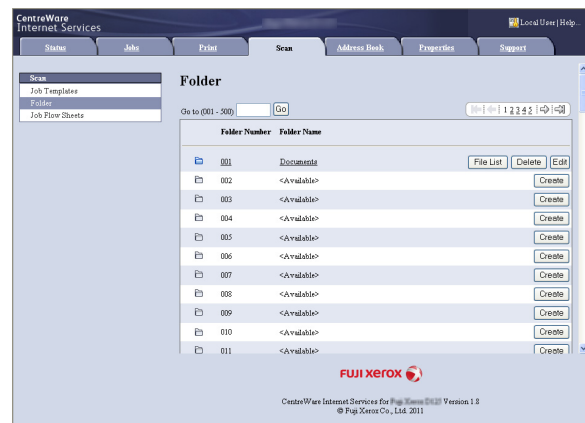 CentreWare
Internet Services
Local User | Help...
Status Jobs Print Scan Address Book Properties Support
Scan
Job Templates
Folder
Job Flow Sheets
Folder
Go to (001 - 500) Go 1 2 3 4 5
Folder Number Folder Name
001 Documents File List Delete Edit
002 <Available> Create
003 <Available> Create
004 <Available> Create
005 <Available> Create
006 <Available> Create
007 <Available> Create
008 <Available> Create
009 <Available> Create
010 <Available> Create
011 <Available> Create
FUJI XEROX
CentreWare Internet Services for Version 1.8
© Fuji Xerox Co., Ltd. 2011